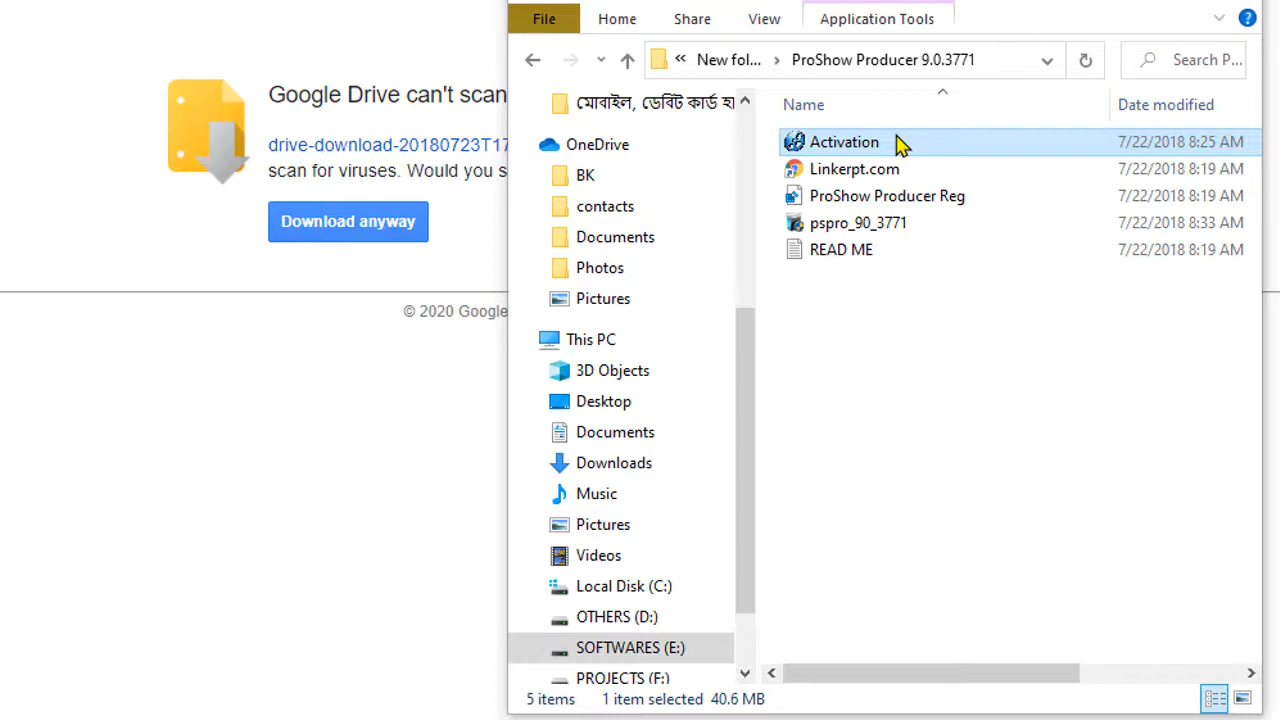 File Home Share View Application Tools
« New fol... > ProShow Producer 9.0.3771 Search P...
Google Drive can't scan
drive-download-20180723T17
scan for viruses. Would you s
Download anyway
© 2020 Google
মোবাইল, ডেবিট কার্ড হা
OneDrive
BK
contacts
Documents
Photos
Pictures
This PC
3D Objects
Desktop
Documents
Downloads
Music
Pictures
Videos
Local Disk (C:)
OTHERS (D:)
SOFTWARES (E:)
PROJECTS (F:)
Name Date modified
Activation 7/22/2018 8:25 AM
Linkerpt.com 7/22/2018 8:19 AM
ProShow Producer Reg 7/22/2018 8:19 AM
pspro_90_3771 7/22/2018 8:33 AM
READ ME 7/22/2018 8:19 AM
5 items 1 item selected 40.6 MB